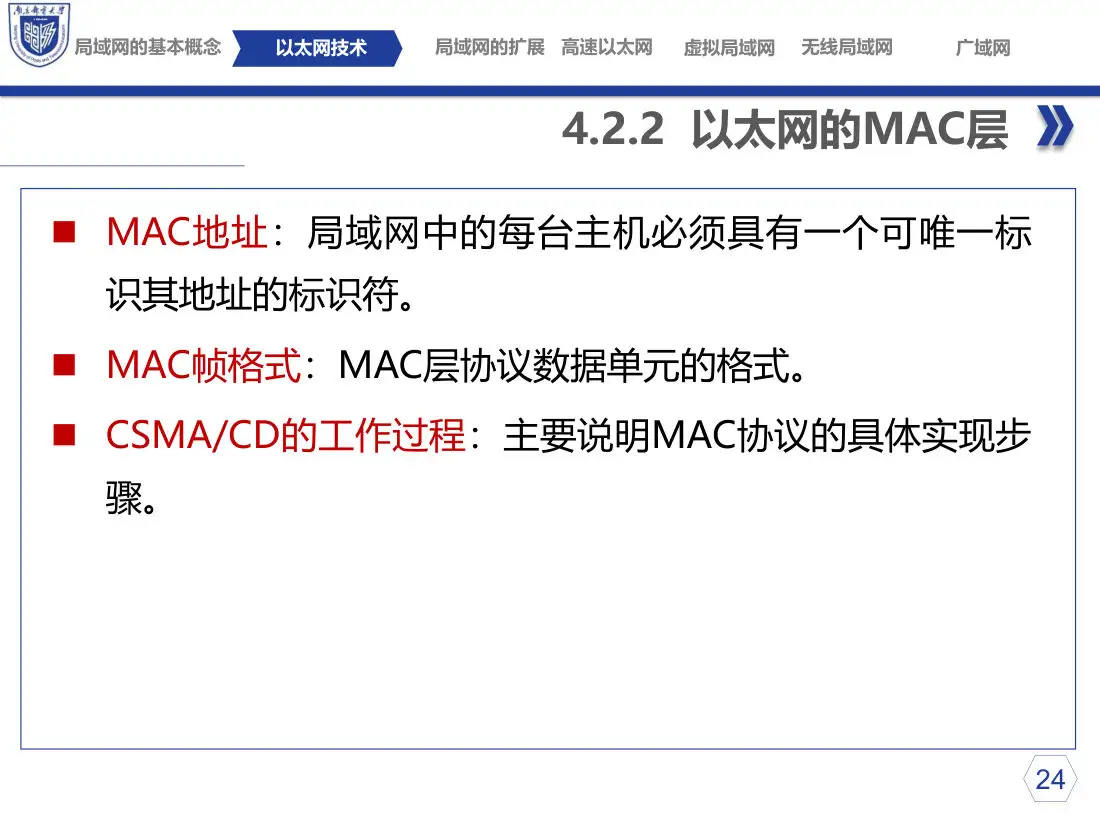 南京邮电大学
局域网的基本概念 以太网技术 局域网的扩展 高速以太网 虚拟局域网 无线局域网 广域网
4.2.2 以太网的MAC层
■ MAC地址：局域网中的每台主机必须具有一个可唯一标
识其地址的标识符。
■ MAC帧格式：MAC层协议数据单元的格式。
■ CSMA/CD的工作过程：主要说明MAC协议的具体实现步
骤。
24